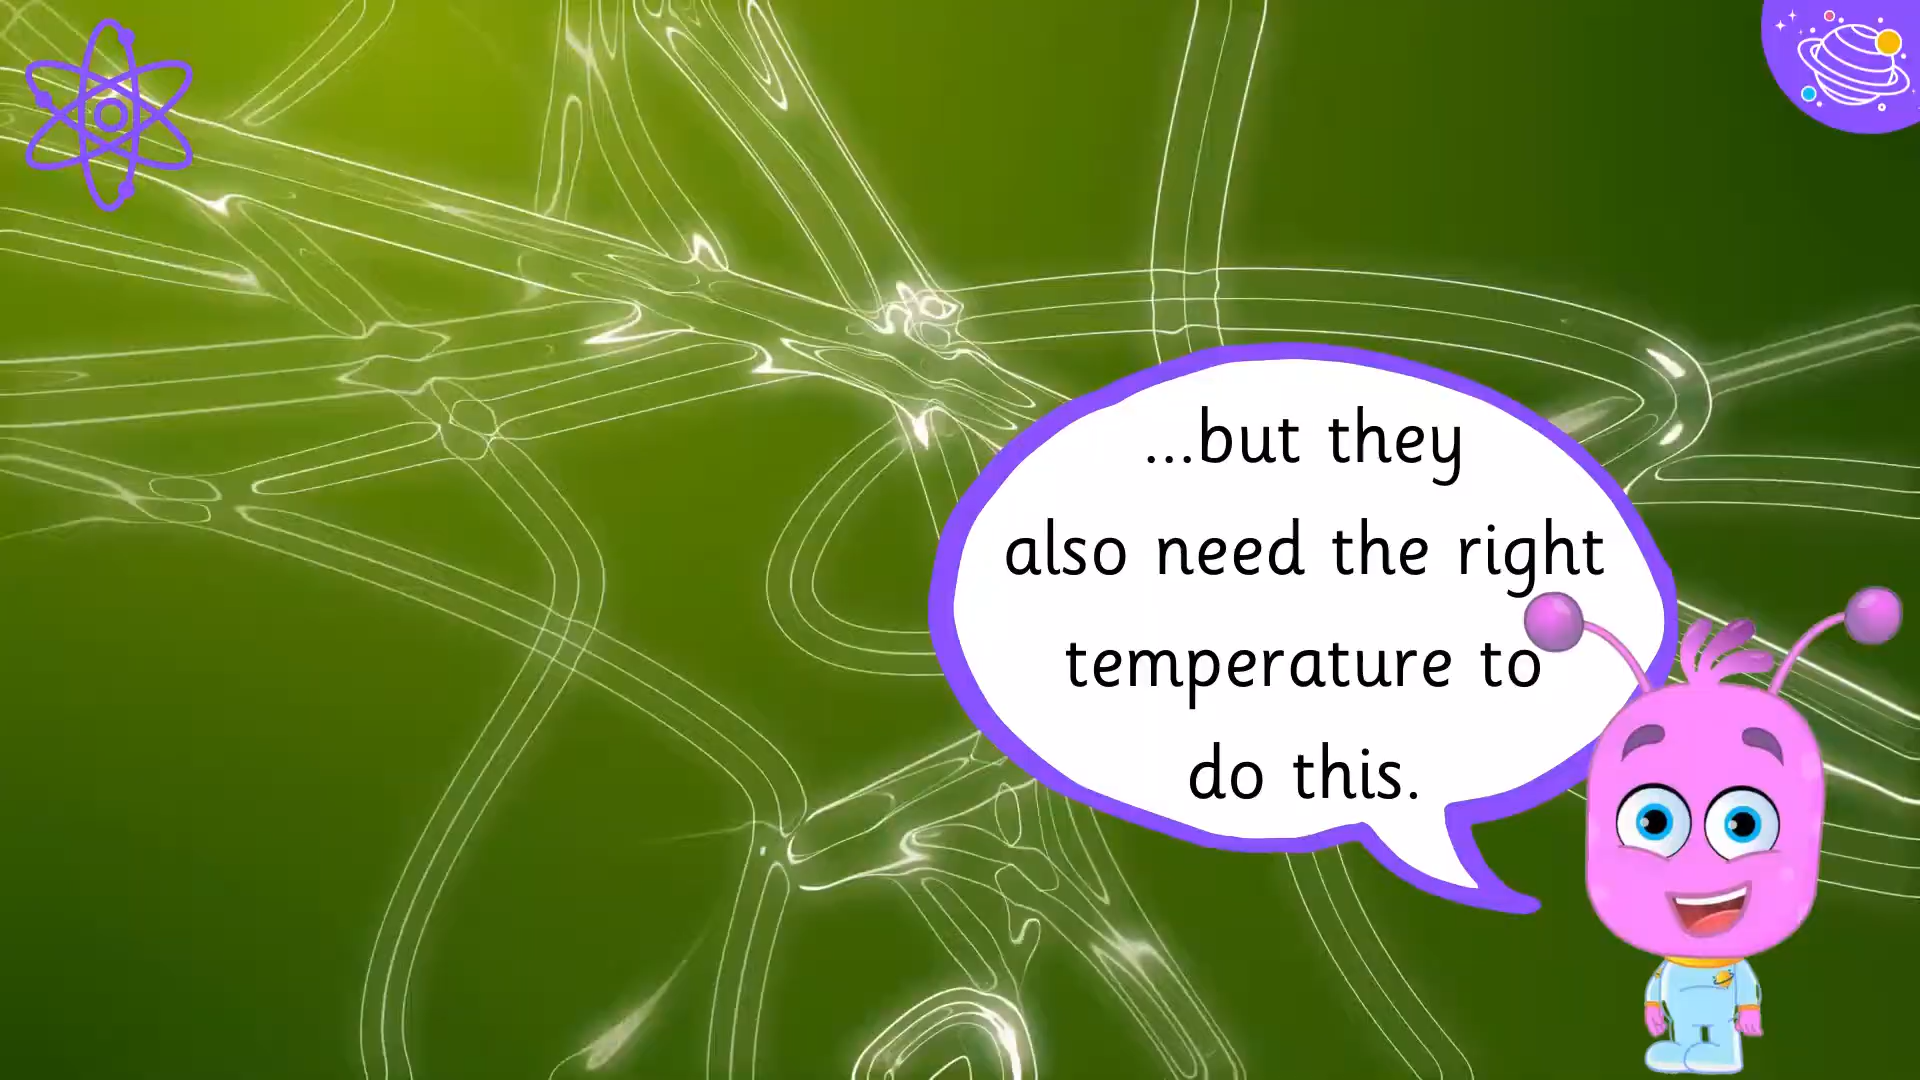 ...but they
also need the right
temperature to
do this.